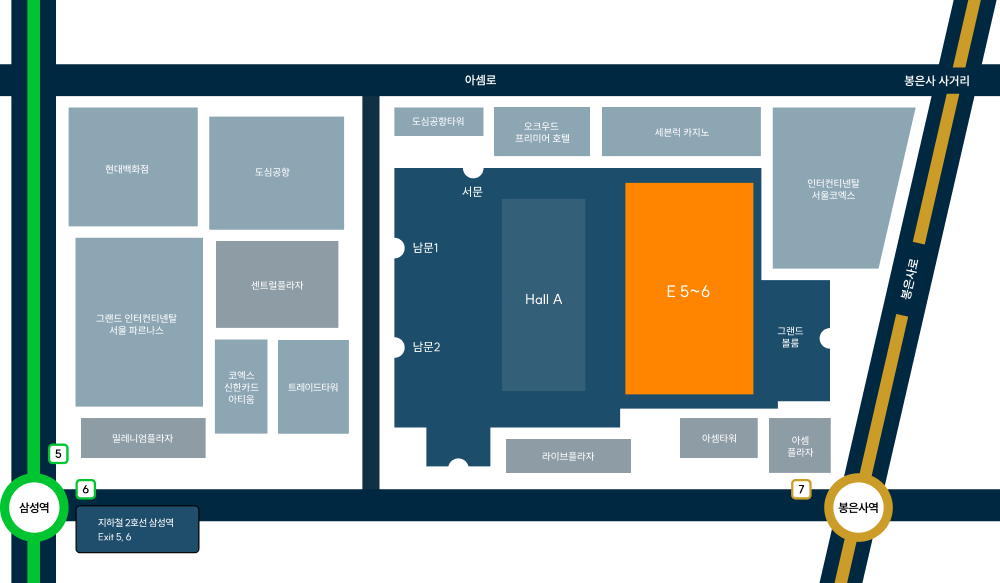 아셈로
봉은사 사거리
현대백화점
도심공항
도심공항타워
오크우드
프리미어 호텔
세븐럭 카지노
인터컨티넨탈
서울코엑스
서문
남문1
남문2
Hall A
E 5~6
그랜드
볼룸
봉은사로
센트럴플라자
그랜드 인터컨티넨탈
서울 파르나스
코엑스
신한카드
아티움
트레이드타워
밀레니엄플라자
라이브플라자
아셈타워
아셈
플라자
5
6
7
삼성역
지하철 2호선 삼성역
Exit 5, 6
봉은사역